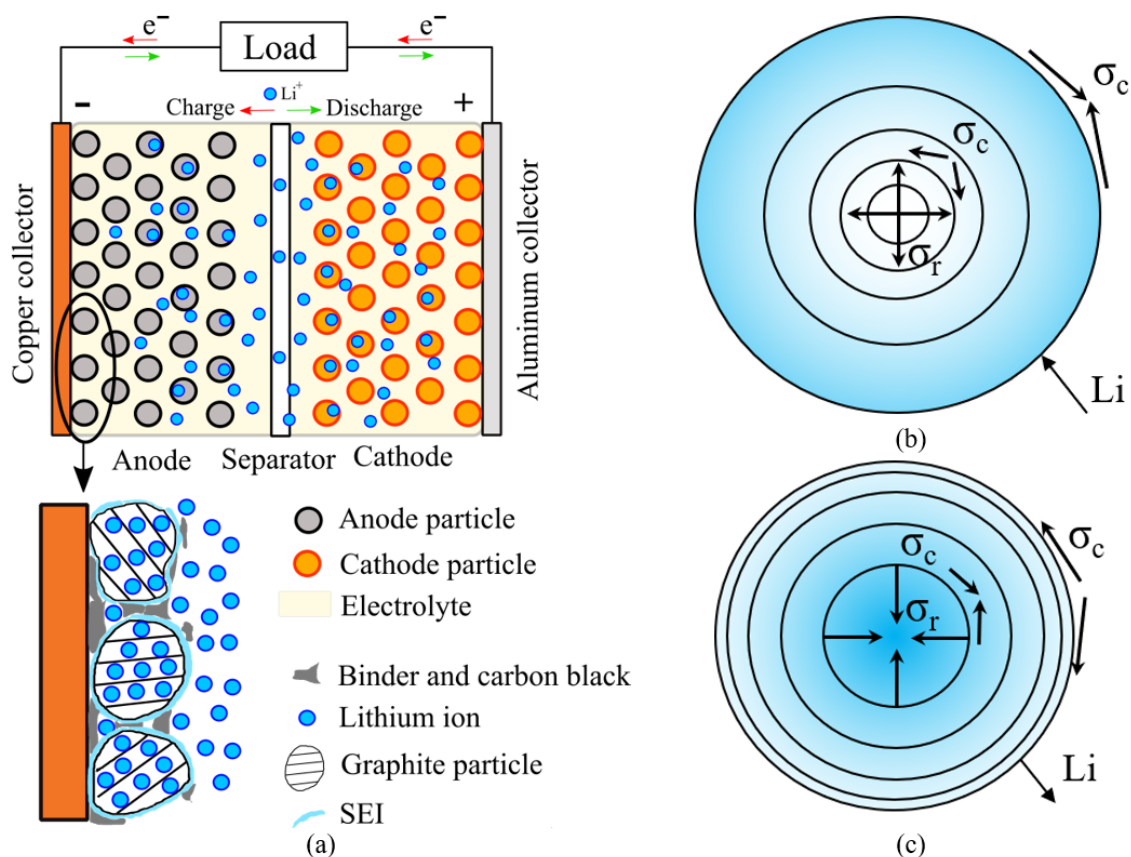 e⁻
e⁻
Load
Li⁺
-
Charge
Discharge
+
Copper collector
Aluminum collector
Anode
Separator
Cathode
Anode particle
Cathode particle
Electrolyte
Binder and carbon black
Lithium ion
Graphite particle
SEI
(a)
σc
σc
σr
Li
(b)
σc
σc
σr
Li
(c)